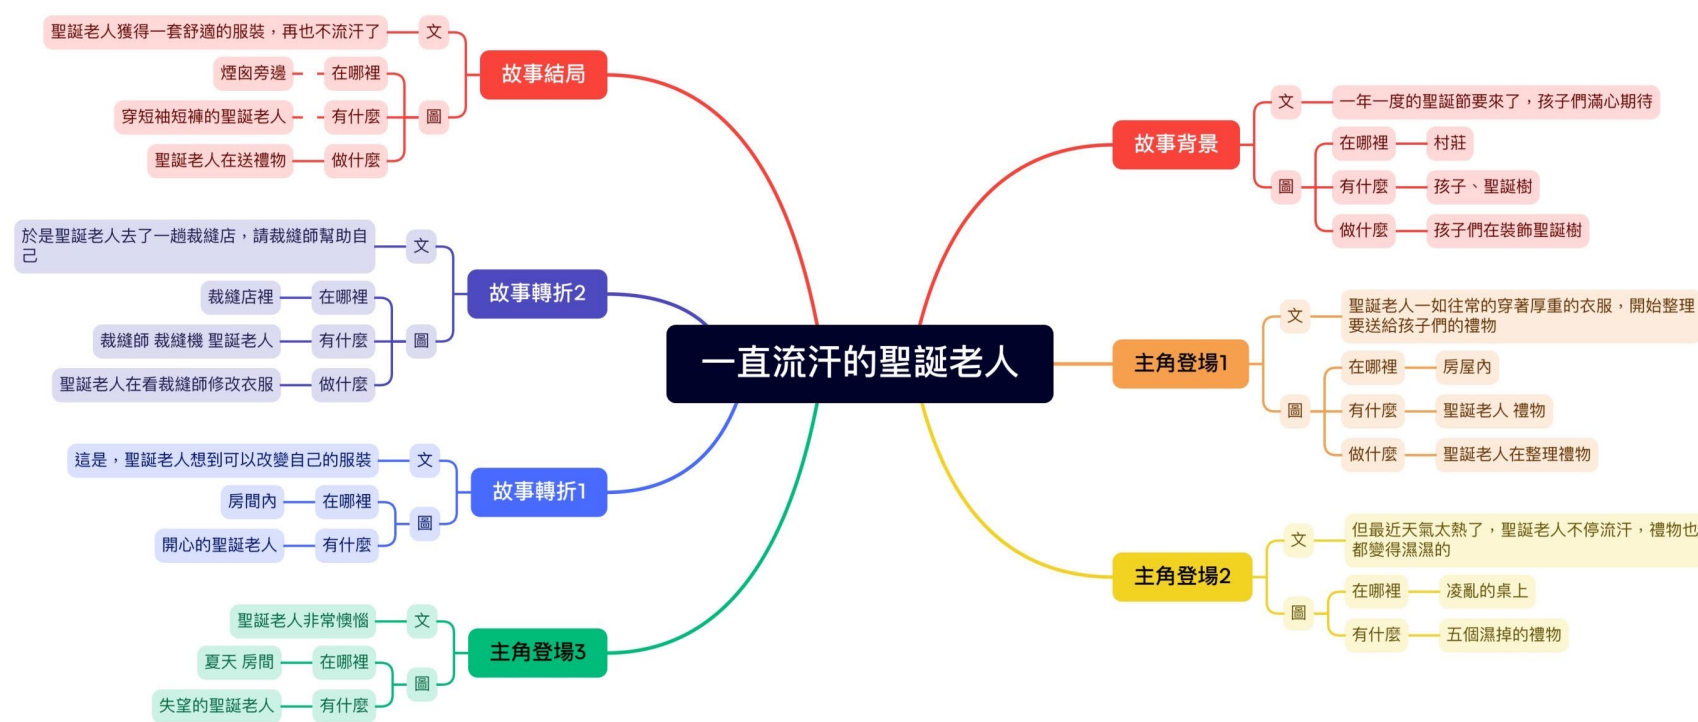 一直流汗的聖誕老人
故事背景
文
一年一度的聖誕節要來了，孩子們滿心期待
圖
在哪裡
村莊
有什麼
孩子、聖誕樹
做什麼
孩子們在裝飾聖誕樹
主角登場1
文
聖誕老人一如往常的穿著厚重的衣服，開始整理
要送給孩子們的禮物
圖
在哪裡
房屋內
有什麼
聖誕老人 禮物
做什麼
聖誕老人在整理禮物
主角登場2
文
但最近天氣太熱了，聖誕老人不停流汗，禮物也
都變得濕濕的
圖
在哪裡
凌亂的桌上
有什麼
五個濕掉的禮物
主角登場3
文
聖誕老人非常懊惱
圖
在哪裡
夏天 房間
有什麼
失望的聖誕老人
故事轉折1
文
這是，聖誕老人想到可以改變自己的服裝
圖
在哪裡
房間內
有什麼
開心的聖誕老人
故事轉折2
文
於是聖誕老人去了一趟裁縫店，請裁縫師幫助自
己
圖
在哪裡
裁縫店裡
有什麼
裁縫師 裁縫機 聖誕老人
做什麼
聖誕老人在看裁縫師修改衣服
故事結局
文
聖誕老人獲得一套舒適的服裝，再也不流汗了
圖
在哪裡
煙囪旁邊
有什麼
穿短袖短褲的聖誕老人
做什麼
聖誕老人在送禮物